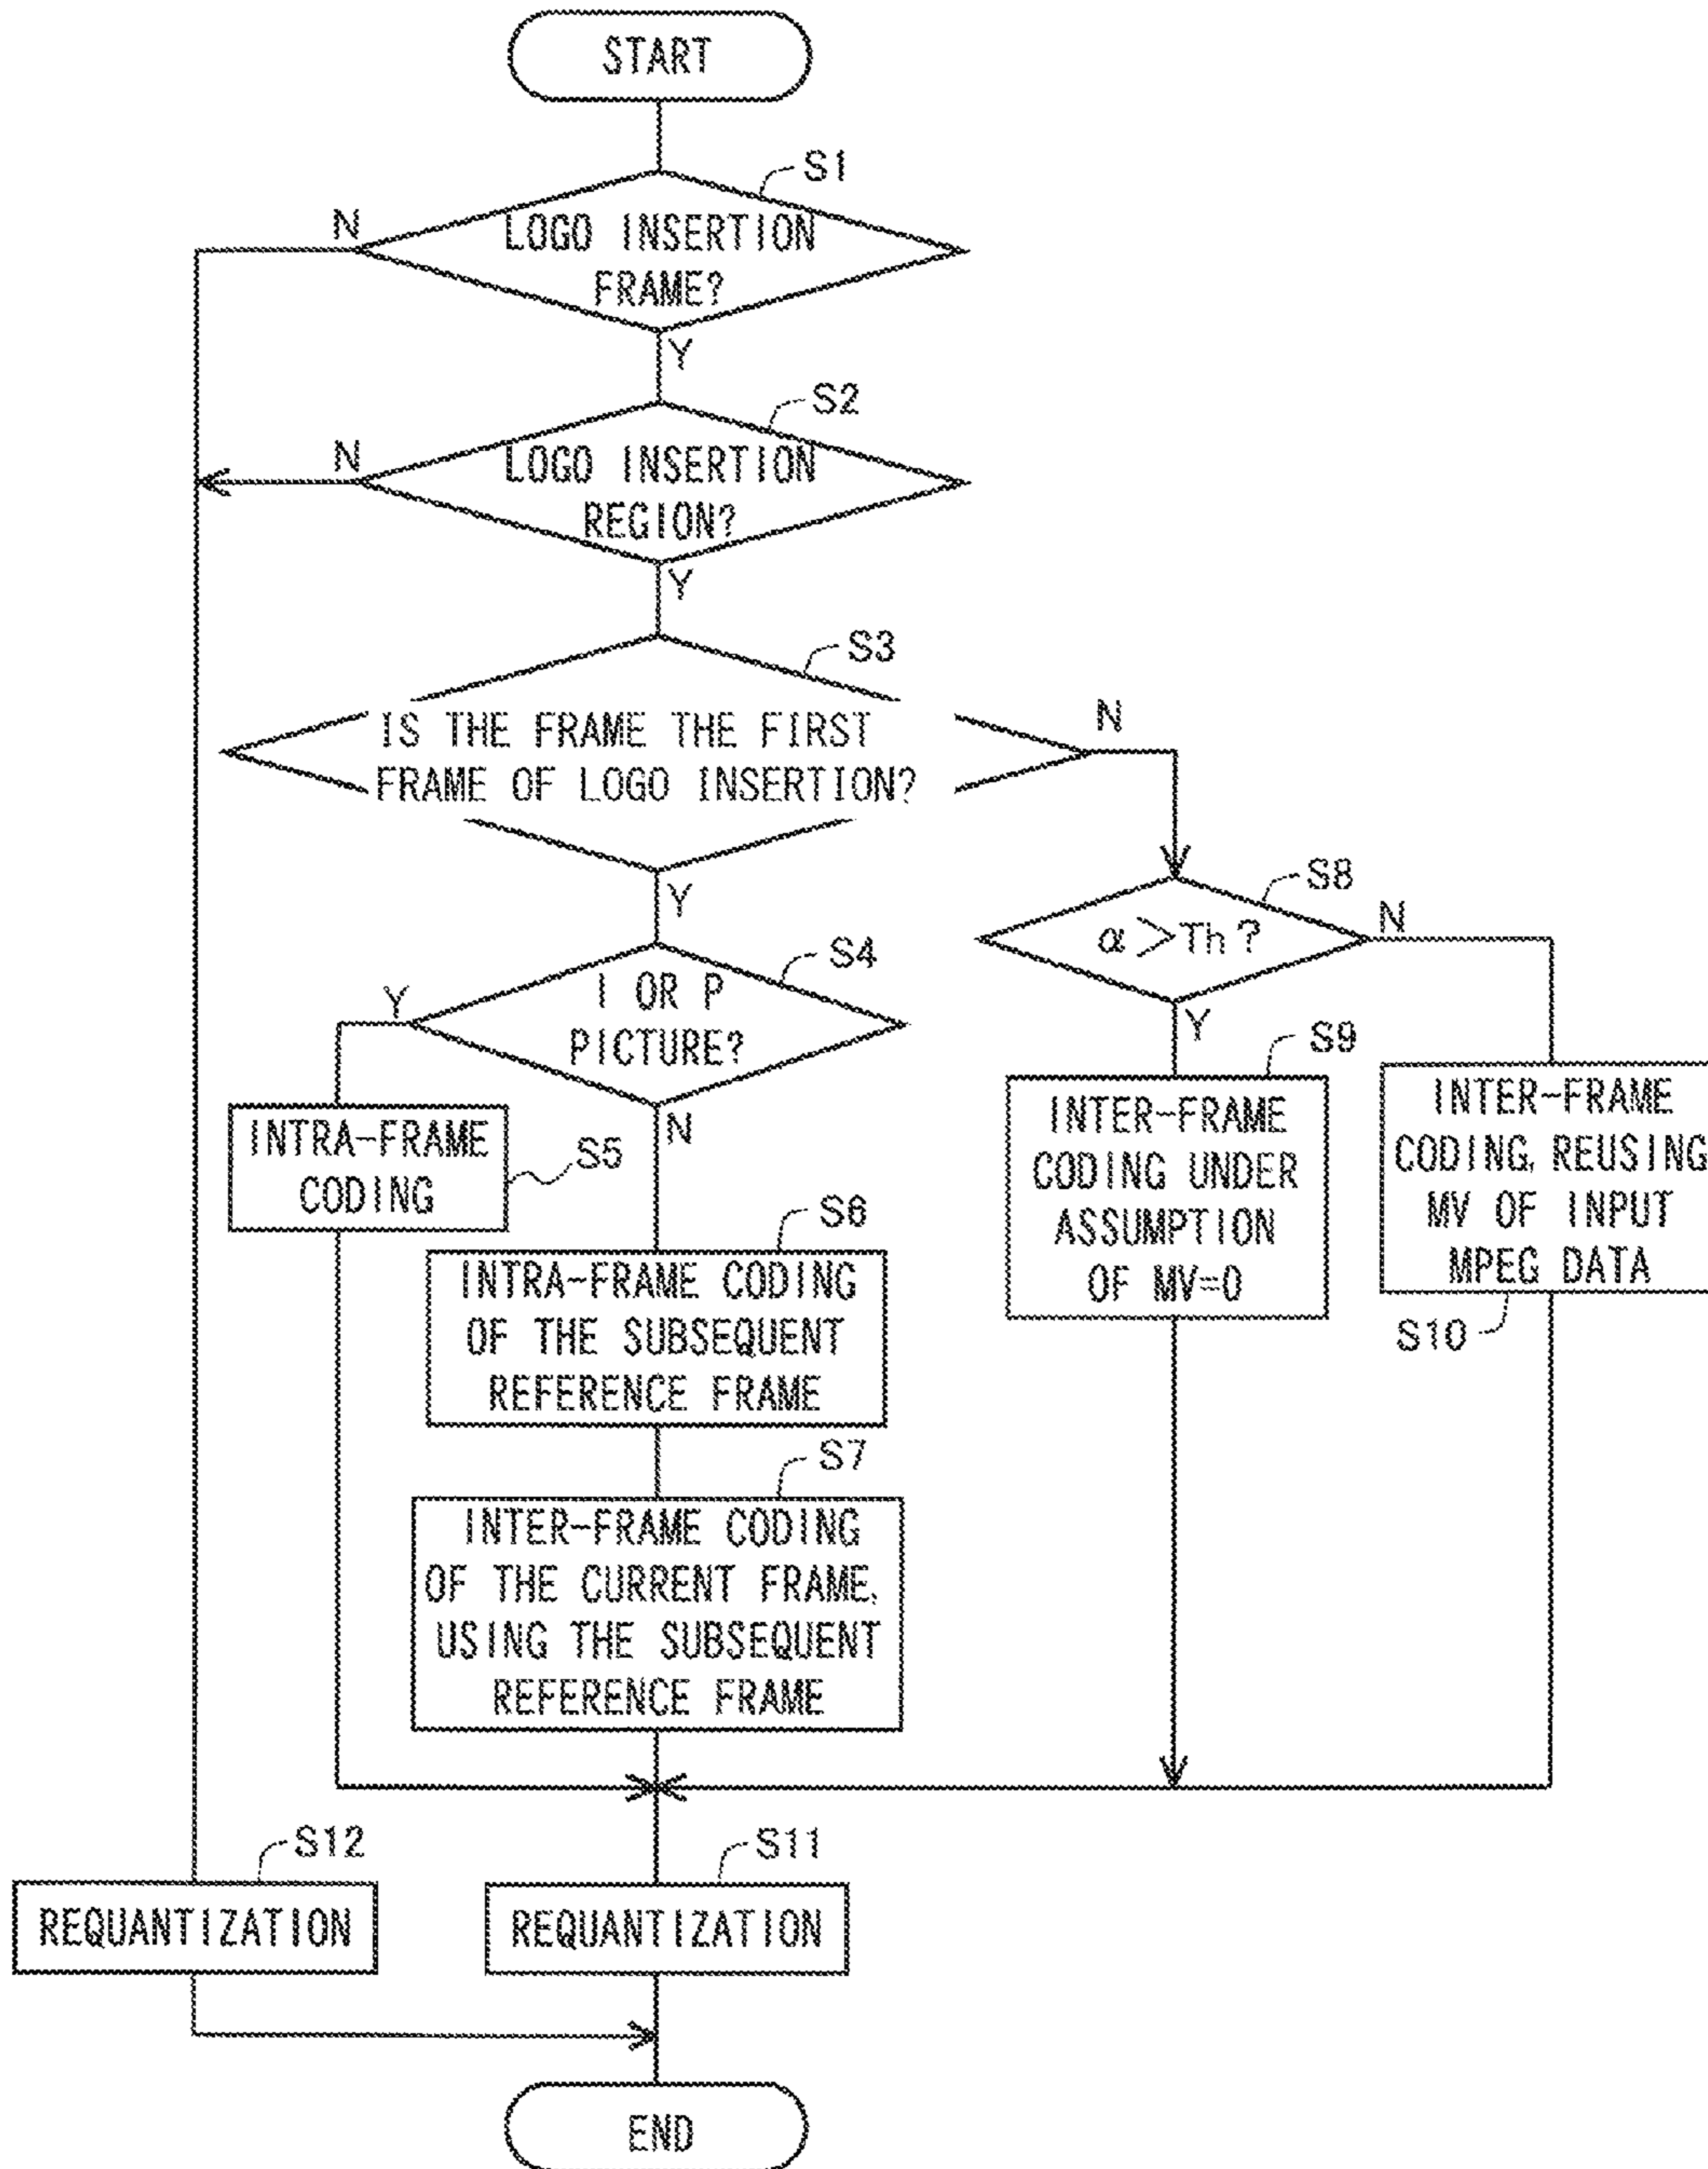 START
S1
N
LOGO INSERTION
FRAME?
Y
S2
N
LOGO INSERTION
REGION?
Y
S3
N
IS THE FRAME THE FIRST
FRAME OF LOGO INSERTION?
Y
S8
α>Th?
N
Y
S4
Y
I OR P
PICTURE?
N
S5
INTRA-FRAME
CODING
S9
INTER-FRAME
CODING UNDER
ASSUMPTION
OF MV=0
INTER-FRAME
CODING, REUSING
MV OF INPUT
MPEG DATA
S10
S6
INTRA-FRAME CODING
OF THE SUBSEQUENT
REFERENCE FRAME
S7
INTER-FRAME CODING
OF THE CURRENT FRAME,
USING THE SUBSEQUENT
REFERENCE FRAME
S12
REQUANTIZATION
S11
REQUANTIZATION
END